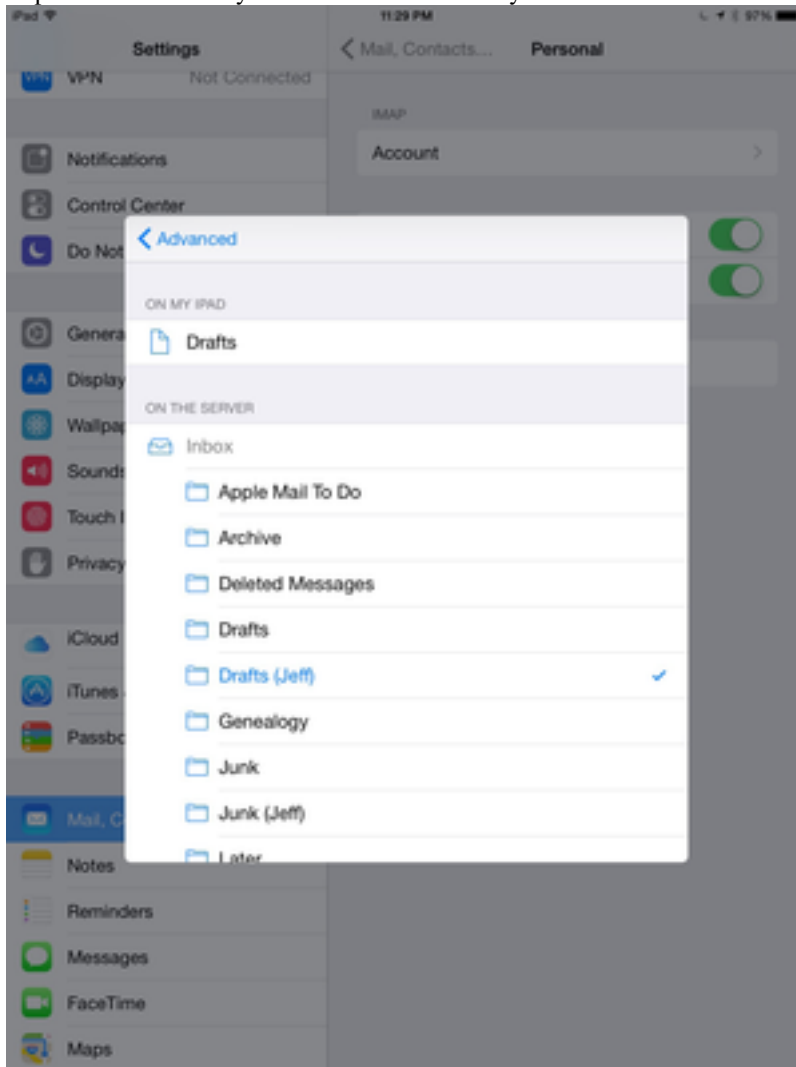 iPad 11:29 PM 97%
Settings
Mail, Contacts... Personal
VPN Not Connected
IMAP
Account
Notifications
Control Center
Do Not
Advanced
ON MY IPAD
Drafts
ON THE SERVER
Inbox
Apple Mail To Do
Archive
Deleted Messages
Drafts
Drafts (Jeff)
Genealogy
Junk
Junk (Jeff)
Later
Genera
Display
Wallpap
Sounds
Touch I
Privacy
iCloud
iTunes
Passbo
Mail, C
Notes
Reminders
Messages
FaceTime
Maps